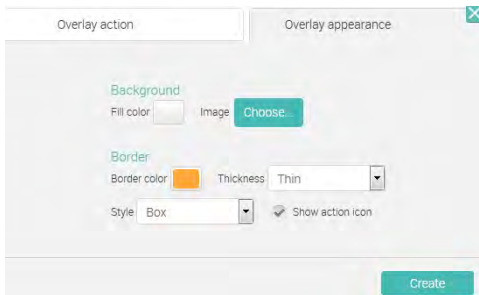 Overlay action Overlay appearance
Background
Fill color Image Choose...
Border
Border color Thickness Thin
Style Box Show action icon
Create